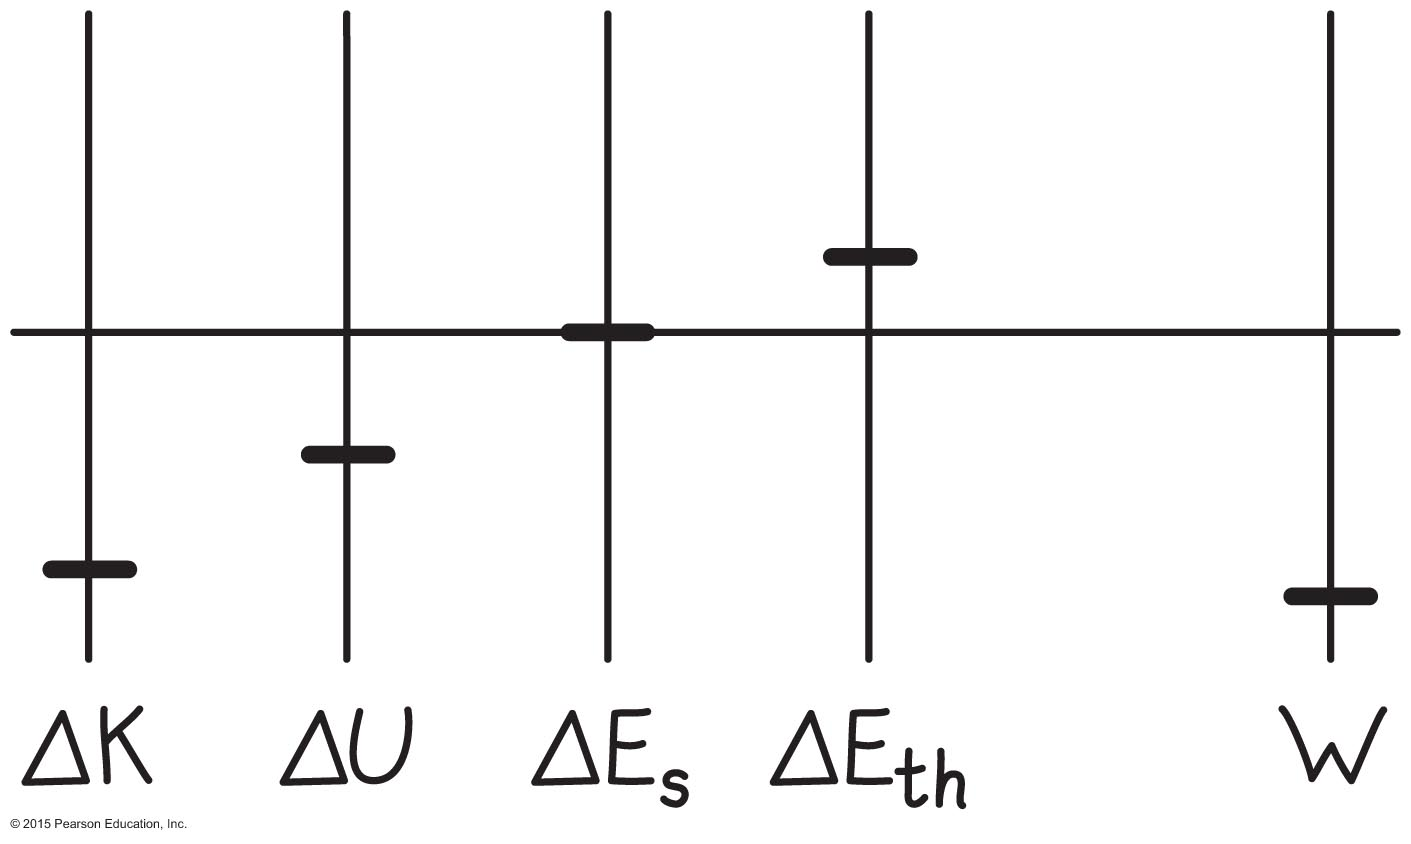 ΔK ΔU ΔEs ΔEth W
© 2015 Pearson Education, Inc.